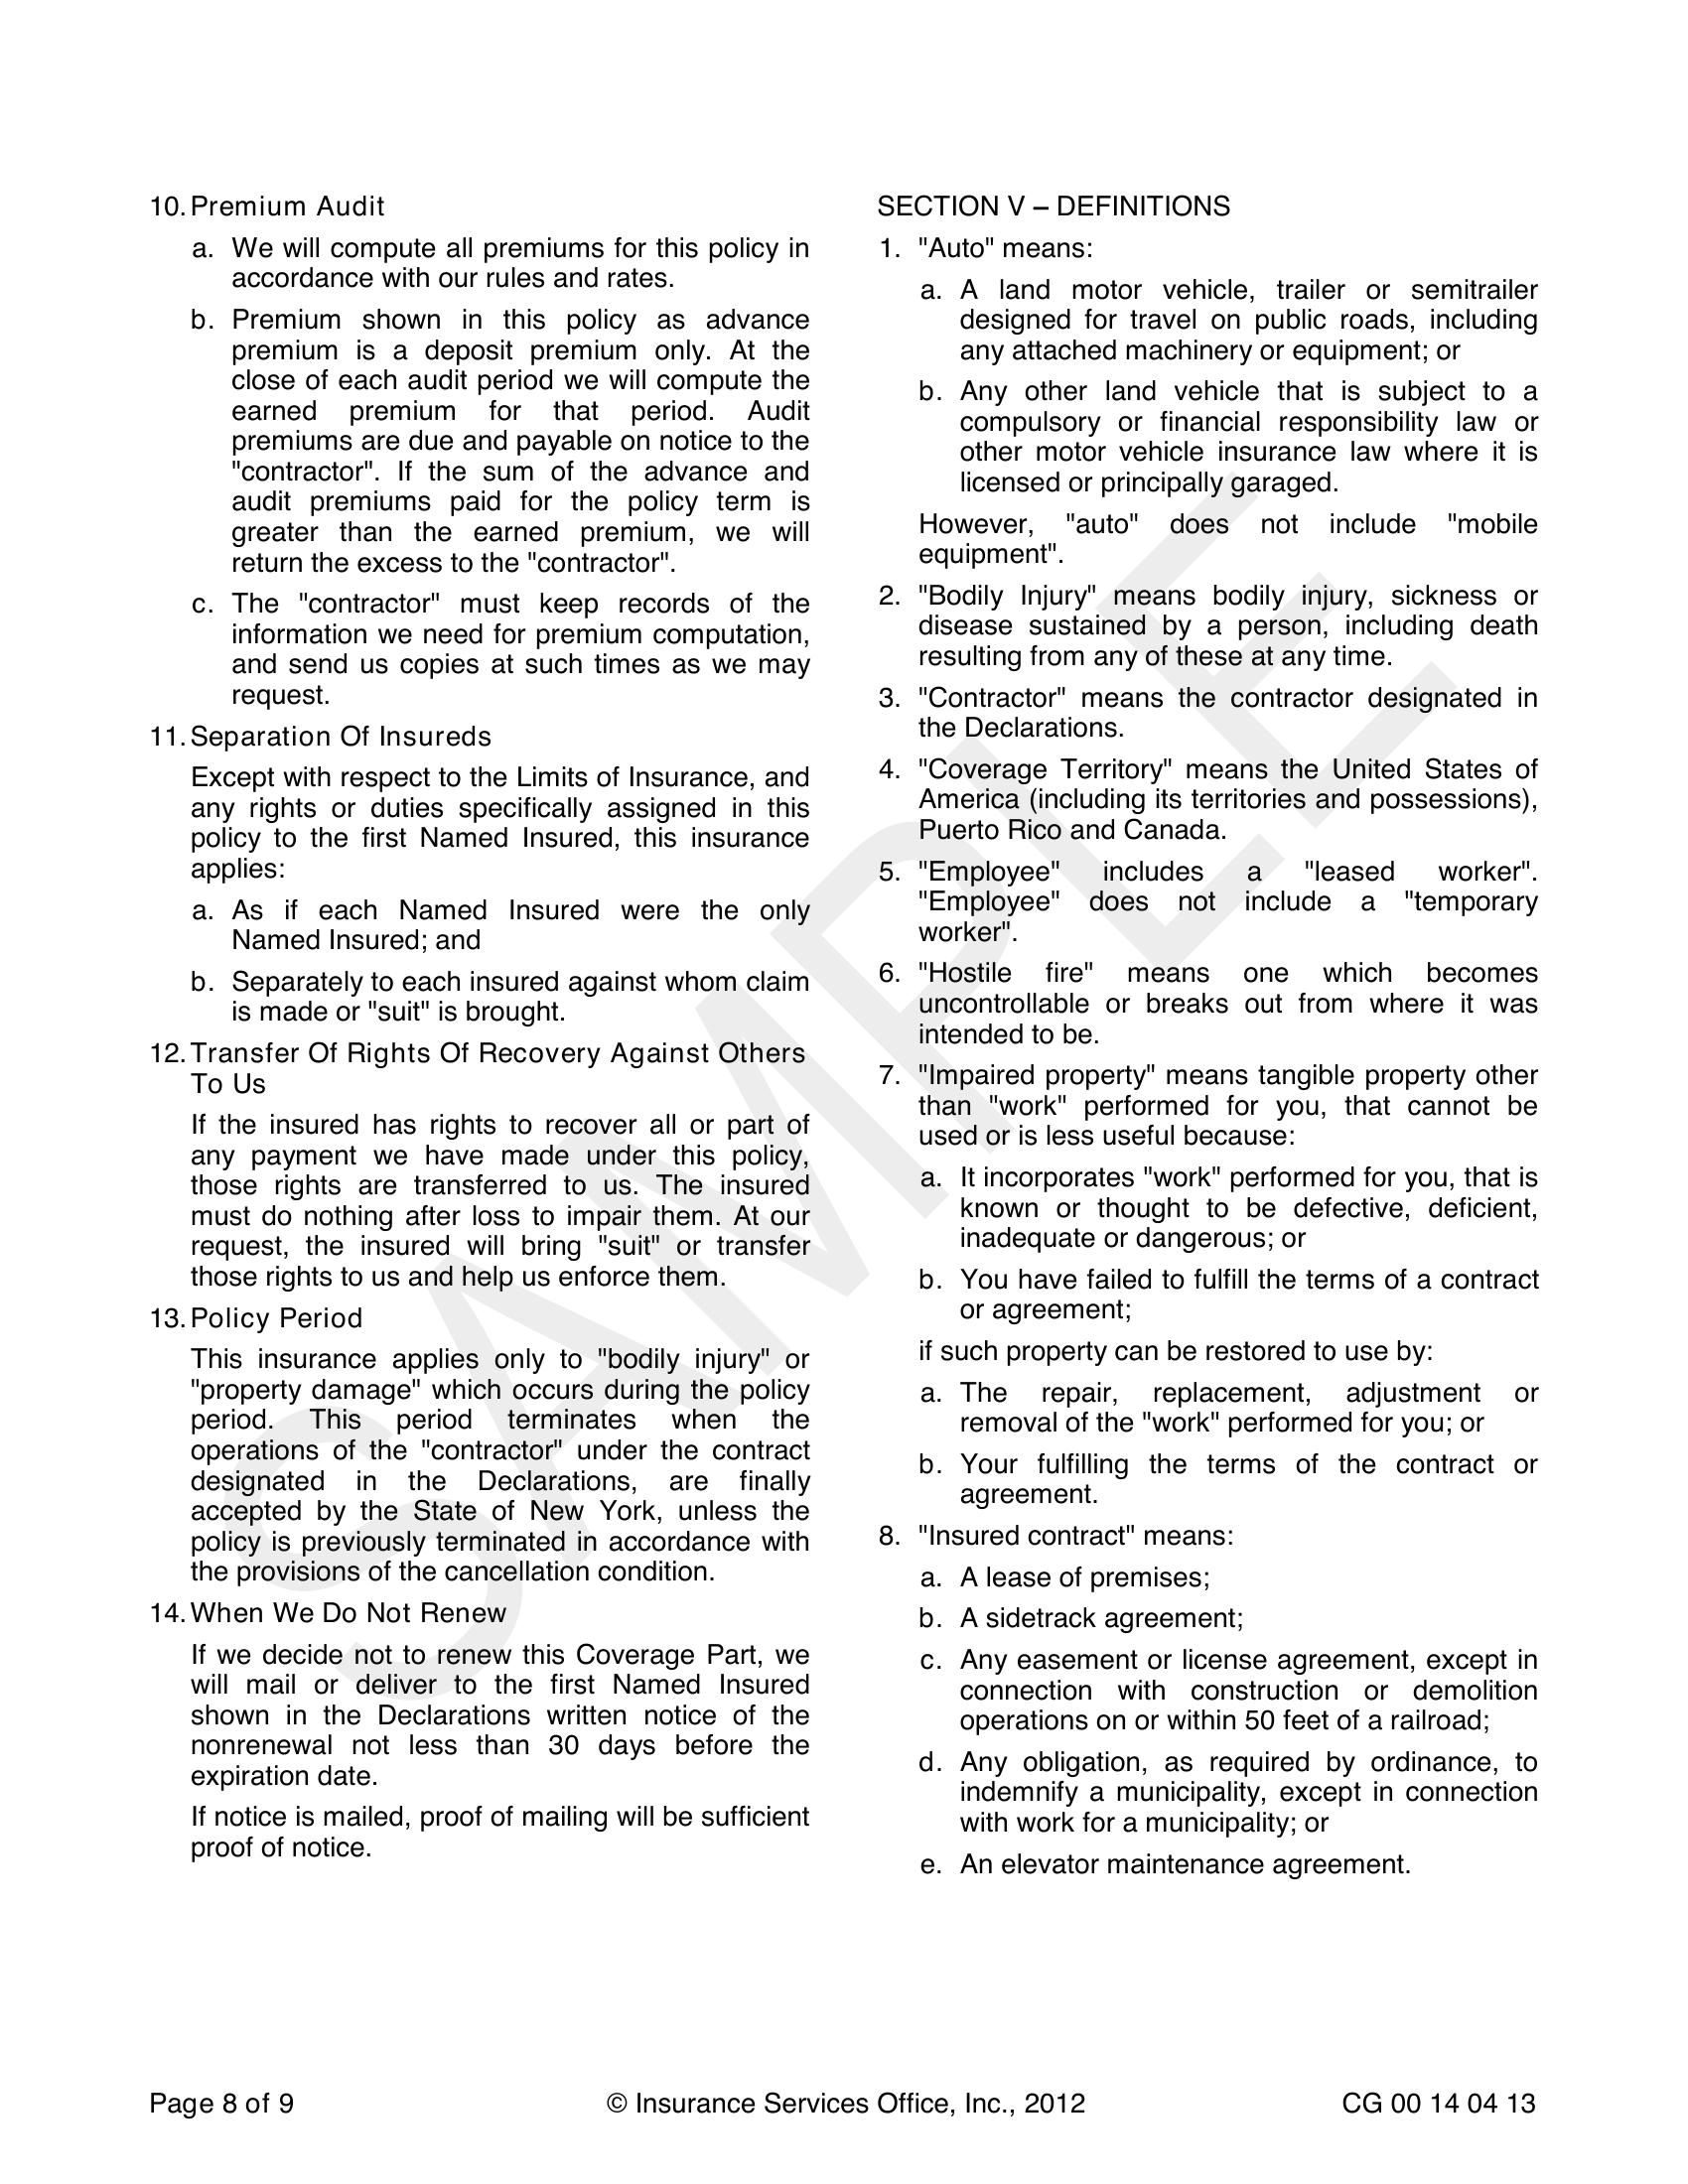 10. Premium Audit
a. We will compute all premiums for this policy in
accordance with our rules and rates.
b. Premium shown in this policy as advance
premium is a deposit premium only. At the
close of each audit period we will compute the
earned premium for that period. Audit
premiums are due and payable on notice to the
"contractor". If the sum of the advance and
audit premiums paid for the policy term is
greater than the earned premium, we will
return the excess to the "contractor".
c. The "contractor" must keep records of the
information we need for premium computation,
and send us copies at such times as we may
request.
11. Separation Of Insureds
Except with respect to the Limits of Insurance, and
any rights or duties specifically assigned in this
policy to the first Named Insured, this insurance
applies:
a. As if each Named Insured were the only
Named Insured; and
b. Separately to each insured against whom claim
is made or "suit" is brought.
12. Transfer Of Rights Of Recovery Against Others
To Us
If the insured has rights to recover all or part of
any payment we have made under this policy,
those rights are transferred to us. The insured
must do nothing after loss to impair them. At our
request, the insured will bring "suit" or transfer
those rights to us and help us enforce them.
13. Policy Period
This insurance applies only to "bodily injury" or
"property damage" which occurs during the policy
period. This period terminates when the
operations of the "contractor" under the contract
designated in the Declarations, are finally
accepted by the State of New York, unless the
policy is previously terminated in accordance with
the provisions of the cancellation condition.
14. When We Do Not Renew
If we decide not to renew this Coverage Part, we
will mail or deliver to the first Named Insured
shown in the Declarations written notice of the
nonrenewal not less than 30 days before the
expiration date.
If notice is mailed, proof of mailing will be sufficient
proof of notice.
SECTION V – DEFINITIONS
1. "Auto" means:
a. A land motor vehicle, trailer or semitrailer
designed for travel on public roads, including
any attached machinery or equipment; or
b. Any other land vehicle that is subject to a
compulsory or financial responsibility law or
other motor vehicle insurance law where it is
licensed or principally garaged.
However, "auto" does not include "mobile
equipment".
2. "Bodily Injury" means bodily injury, sickness or
disease sustained by a person, including death
resulting from any of these at any time.
3. "Contractor" means the contractor designated in
the Declarations.
4. "Coverage Territory" means the United States of
America (including its territories and possessions),
Puerto Rico and Canada.
5. "Employee" includes a "leased worker".
"Employee" does not include a "temporary
worker".
6. "Hostile fire" means one which becomes
uncontrollable or breaks out from where it was
intended to be.
7. "Impaired property" means tangible property other
than "work" performed for you, that cannot be
used or is less useful because:
a. It incorporates "work" performed for you, that is
known or thought to be defective, deficient,
inadequate or dangerous; or
b. You have failed to fulfill the terms of a contract
or agreement;
if such property can be restored to use by:
a. The repair, replacement, adjustment or
removal of the "work" performed for you; or
b. Your fulfilling the terms of the contract or
agreement.
8. "Insured contract" means:
a. A lease of premises;
b. A sidetrack agreement;
c. Any easement or license agreement, except in
connection with construction or demolition
operations on or within 50 feet of a railroad;
d. Any obligation, as required by ordinance, to
indemnify a municipality, except in connection
with work for a municipality; or
e. An elevator maintenance agreement.
SAMPLE
Page 8 of 9
© Insurance Services Office, Inc., 2012
CG 00 14 04 13